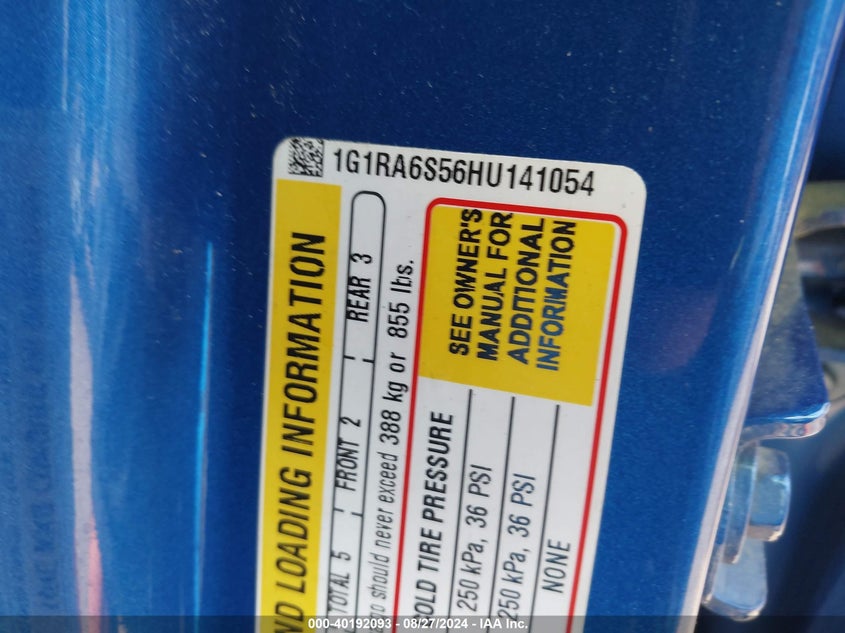 1G1RA6S56HU141054
ND LOADING INFORMATION
TOTAL 5 FRONT 2 REAR 3
should never exceed 388 kg or 855 lbs.
SEE OWNER'S
MANUAL FOR
ADDITIONAL
INFORMATION
COLD TIRE PRESSURE
250 kPa, 36 PSI
250 kPa, 36 PSI
NONE
000-40192093 - 08/27/2024 - IAA Inc.